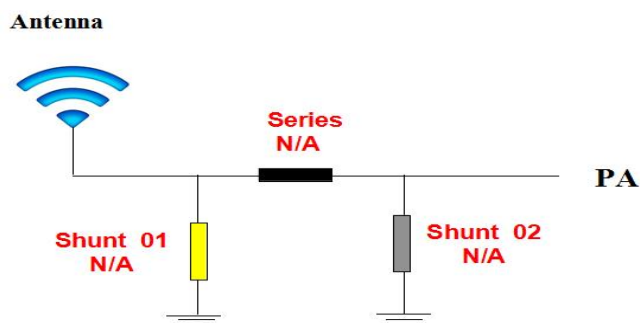 Antenna
Series
N/A
PA
Shunt 01
N/A
Shunt 02
N/A